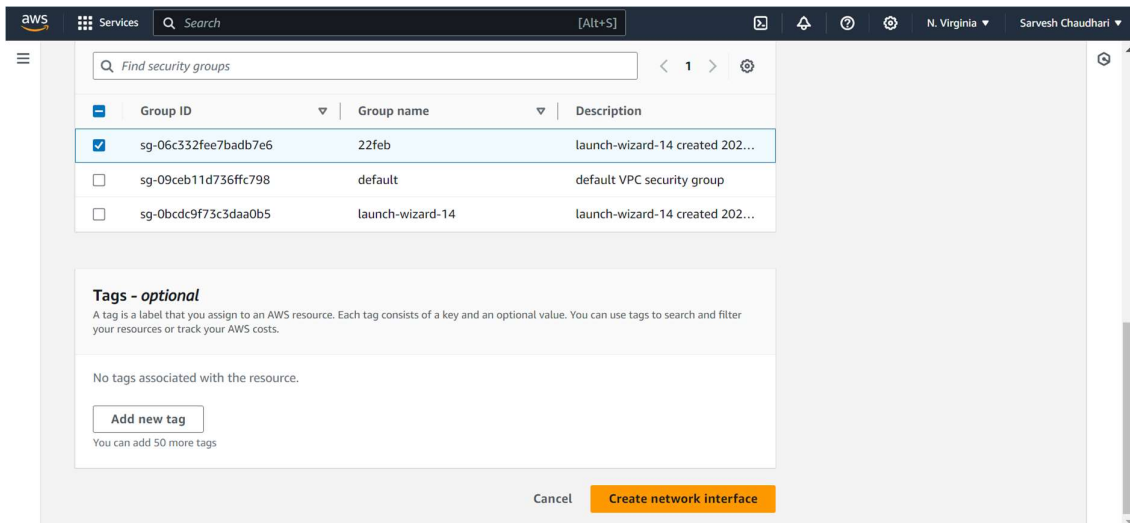 aws Services Search [Alt+S] N. Virginia ▼ Sarvesh Chaudhari ▼
Find security groups < 1 >
Group ID Group name Description
sg-06c332fee7badb7e6 22feb launch-wizard-14 created 202...
sg-09ceb11d736ffc798 default default VPC security group
sg-0bcdc9f73c3daa0b5 launch-wizard-14 launch-wizard-14 created 202...
Tags - optional
A tag is a label that you assign to an AWS resource. Each tag consists of a key and an optional value. You can use tags to search and filter
your resources or track your AWS costs.
No tags associated with the resource.
Add new tag
You can add 50 more tags
Cancel Create network interface